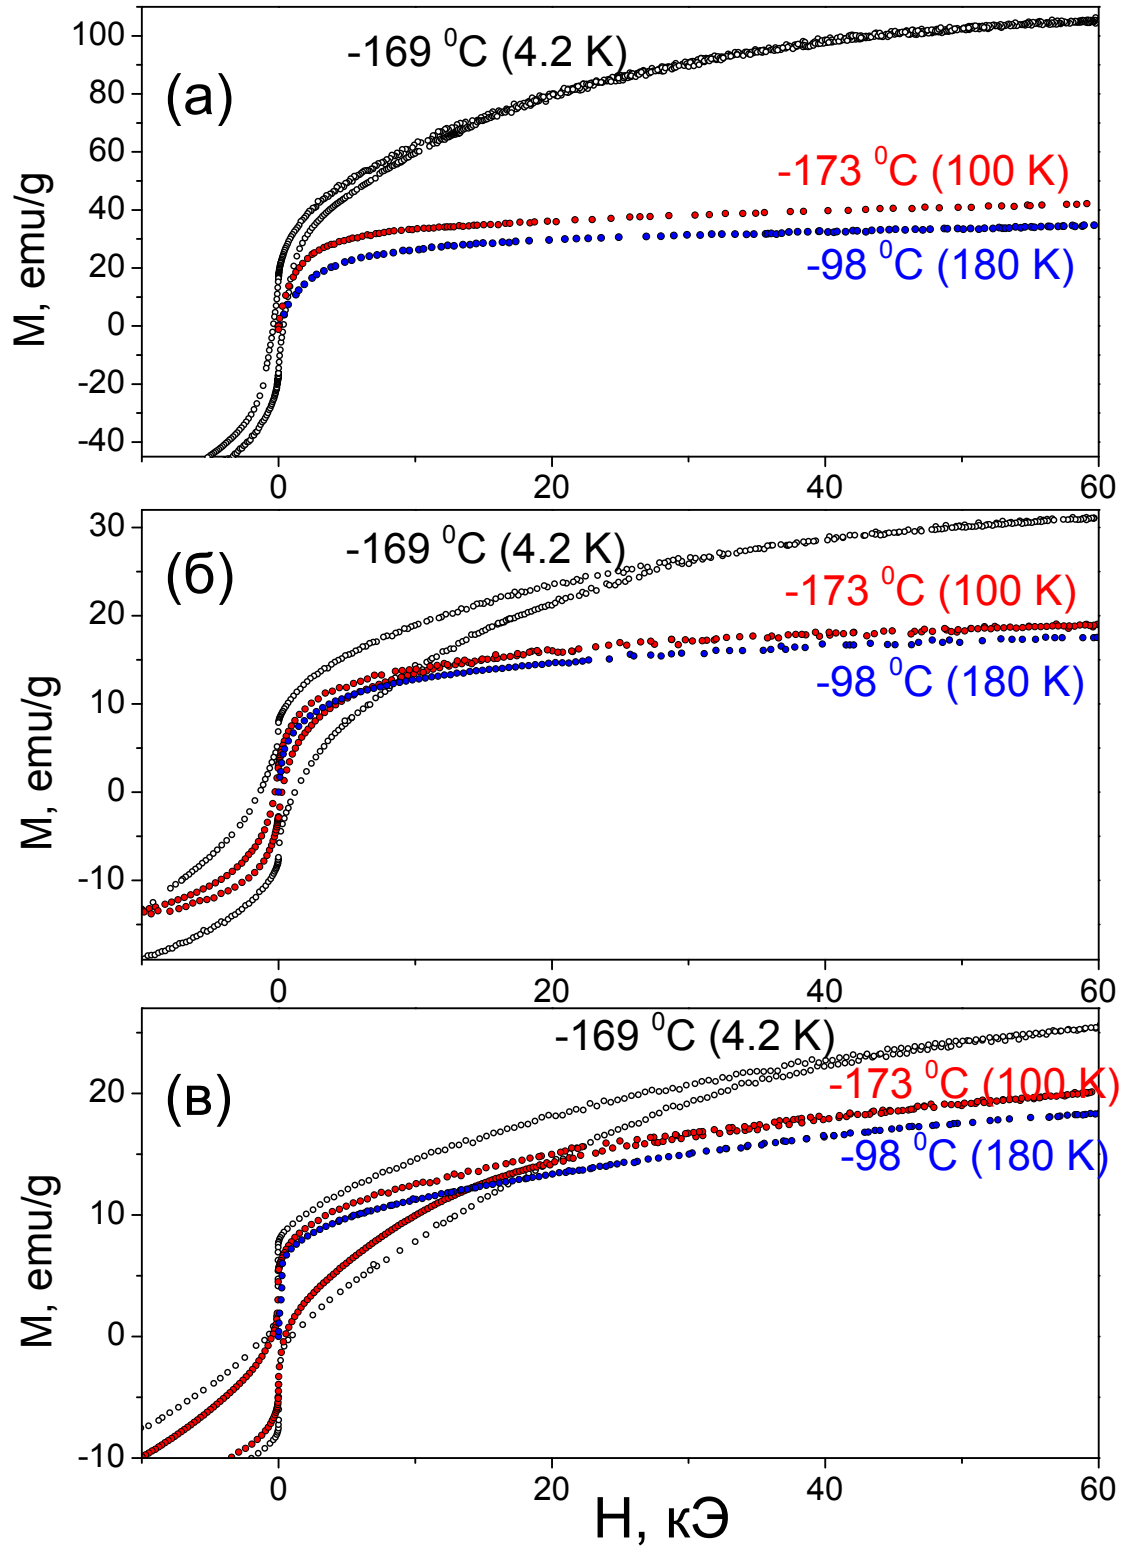 100
80
60
40
20
0
-20
-40
M, emu/g
(а)
-169 ⁰C (4.2 K)
-173 ⁰C (100 K)
-98 ⁰C (180 K)
0 20 40 60
30
20
10
0
-10
M, emu/g
(б)
-169 ⁰C (4.2 K)
-173 ⁰C (100 K)
-98 ⁰C (180 K)
0 20 40 60
20
10
0
-10
M, emu/g
(в)
-169 ⁰C (4.2 K)
-173 ⁰C (100 K)
-98 ⁰C (180 K)
0 20 40 60
Н, кЭ